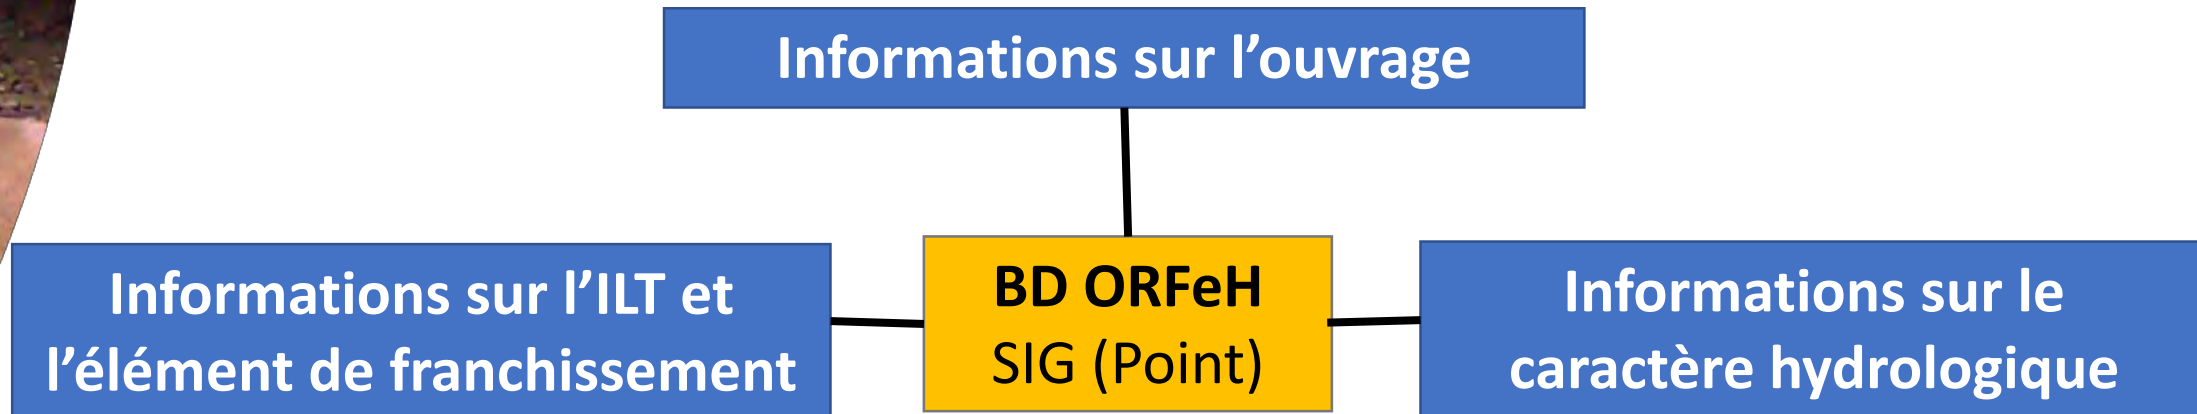 Informations sur l’ouvrage
Informations sur l’ILT et
l’élément de franchissement
BD ORFeH
SIG (Point)
Informations sur le
caractère hydrologique